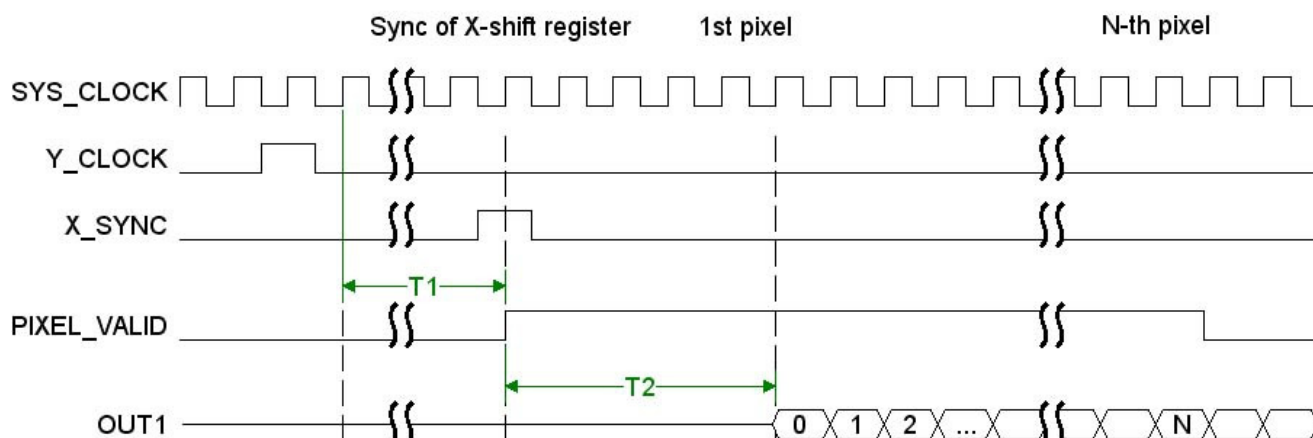 Sync of X-shift register 1st pixel N-th pixel
SYS_CLOCK
Y_CLOCK
X_SYNC
T1
PIXEL_VALID
T2
OUT1 0 1 2 ... N